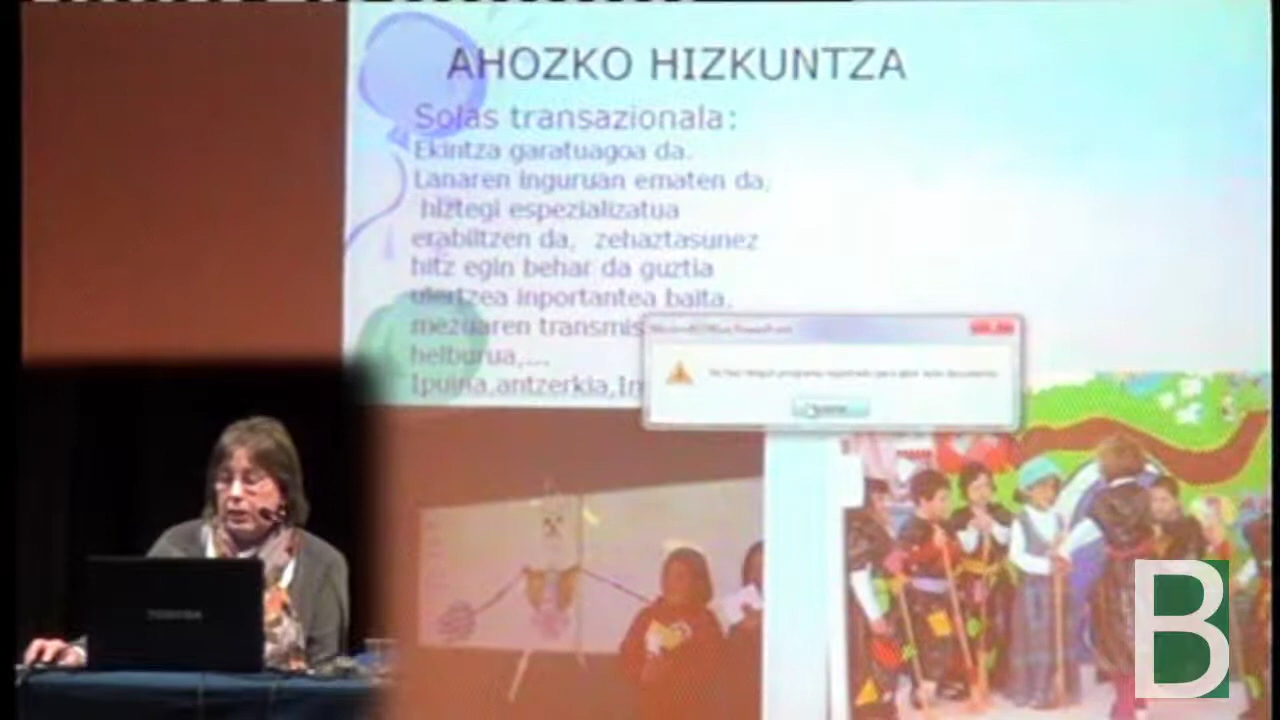 AHOZKO HIZKUNTZA
Solas transazionala:
Ekintza garatuagoa da.
Lanaren inguruan ematen da,
hiztegi espezializatua
erabiltzen da, zehaztasunez
hitz egin behar da guztia
ulertzea inportantea baita,
mezuaren transmis
helburua,...
Ipuina,antzerkia,In
TOSHIBA
B